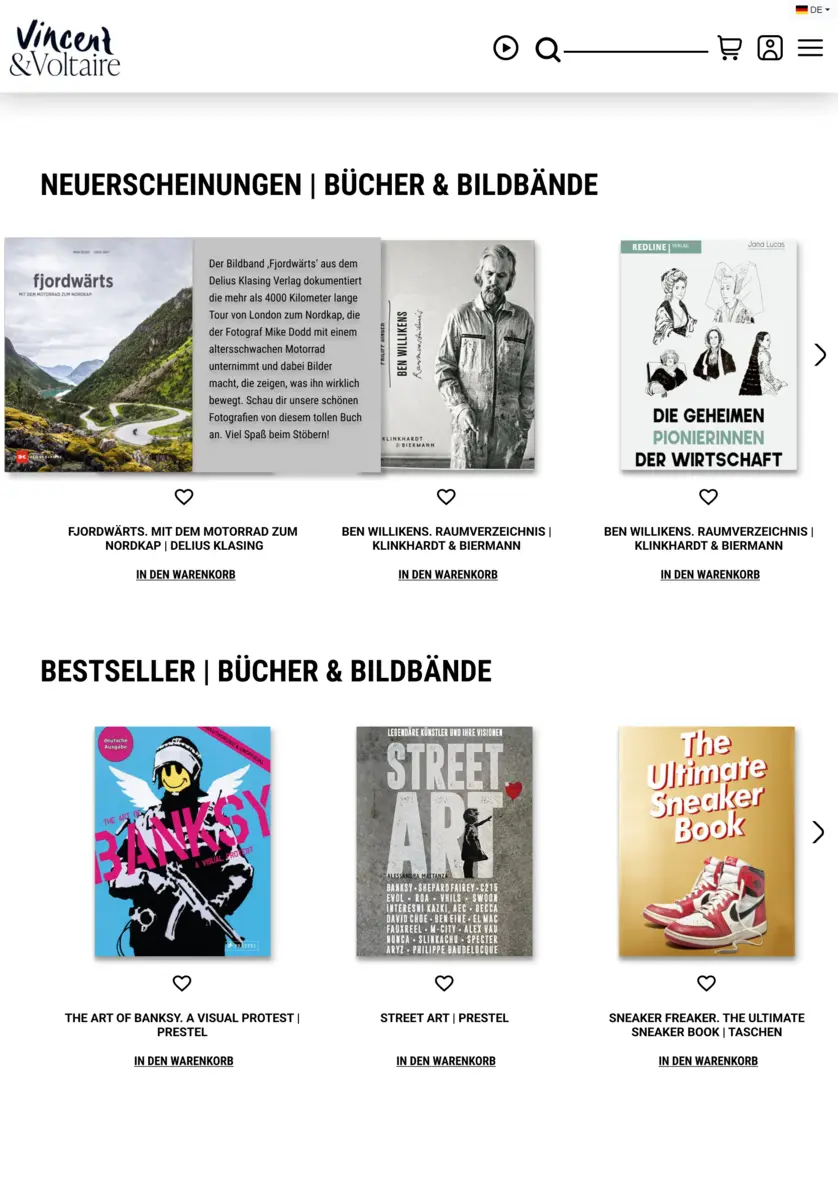 DE
Vincent
&Voltaire
NEUERSCHEINUNGEN | BÜCHER & BILDBÄNDE
fjordwärts
MIT DEM MOTORRAD ZUM NORDKAP
Der Bildband ‚Fjordwärts' aus dem
Delius Klasing Verlag dokumentiert
die mehr als 4000 Kilometer lange
Tour von London zum Nordkap, die
der Fotograf Mike Dodd mit einem
altersschwachen Motorrad
unternimmt und dabei Bilder
macht, die zeigen, was ihn wirklich
bewegt. Schau dir unsere schönen
Fotografien von diesem tollen Buch
an. Viel Spaß beim Stöbern!
BEN WILLIKENS
Raumverzeichnis
KLINKHARDT
& BIERMANN
REDLINE | VERLAG
Jana Lucas
DIE GEHEIMEN
PIONIERINNEN
DER WIRTSCHAFT
FJORDWÄRTS. MIT DEM MOTORRAD ZUM
NORDKAP | DELIUS KLASING
IN DEN WARENKORB
BEN WILLIKENS. RAUMVERZEICHNIS |
KLINKHARDT & BIERMANN
IN DEN WARENKORB
BEN WILLIKENS. RAUMVERZEICHNIS |
KLINKHARDT & BIERMANN
IN DEN WARENKORB
BESTSELLER | BÜCHER & BILDBÄNDE
deutsche
Ausgabe
THE ART OF
BANKSY
A VISUAL PROTEST
PRESTEL
LEGENDÄRE KÜNSTLER UND IHRE VISIONEN
STREET
ART
ALESSANDRA MATTANZA
BANKSY · SHEPARD FAIREY · C215
EVOL · ROA · VHILS · SWOON
INTERESNI KAZKI, AEC · DECCA
DAVID CHOE · BEN EINE · EL MAC
FAUXREEL · M-CITY · ALEX VAU
NUNCA · SLINKACHU · SPECTER
ARYZ · PHILIPPE BAUDELOCQUE
The
Ultimate
Sneaker
Book
THE ART OF BANKSY. A VISUAL PROTEST |
PRESTEL
IN DEN WARENKORB
STREET ART | PRESTEL
IN DEN WARENKORB
SNEAKER FREAKER. THE ULTIMATE
SNEAKER BOOK | TASCHEN
IN DEN WARENKORB